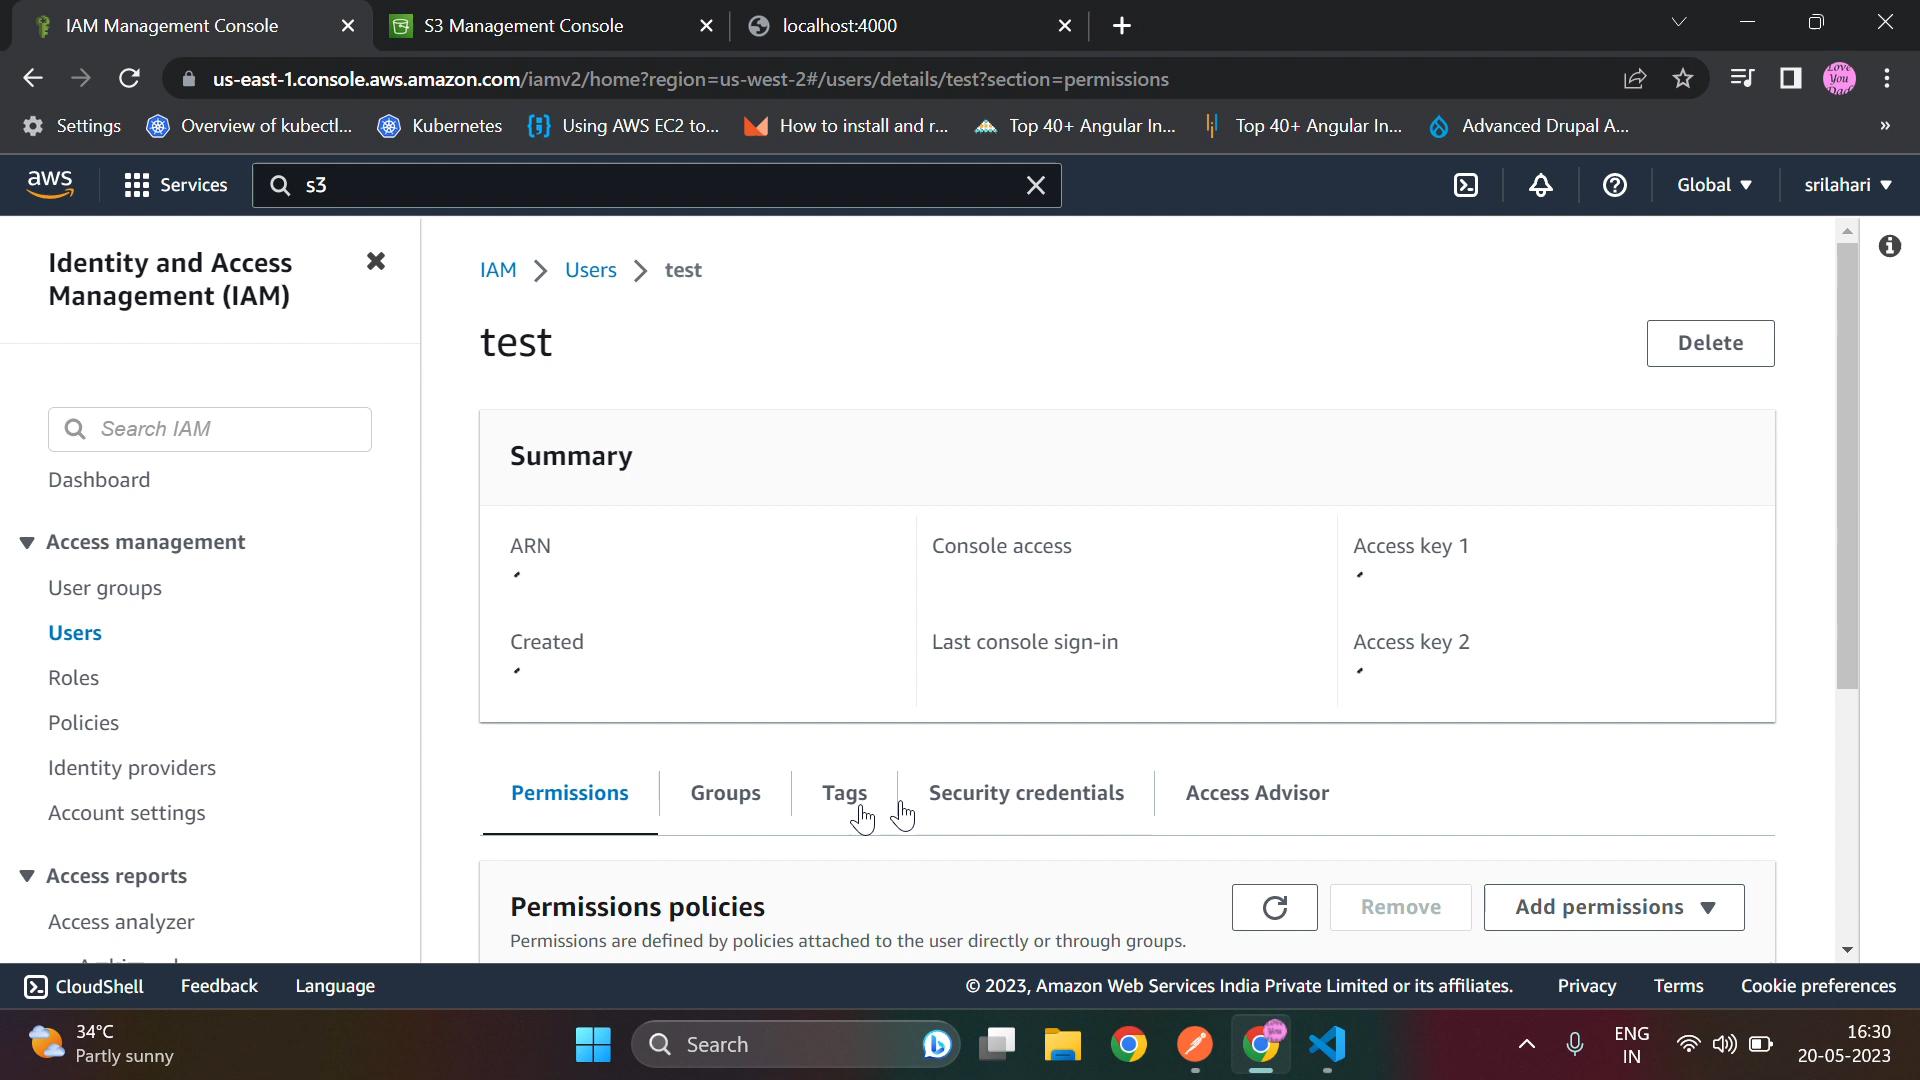 IAM Management Console
S3 Management Console
localhost:4000
us-east-1.console.aws.amazon.com/iamv2/home?region=us-west-2#/users/details/test?section=permissions
Love You Dad
Settings
Overview of kubectl...
Kubernetes
Using AWS EC2 to...
How to install and r...
Top 40+ Angular In...
Top 40+ Angular In...
Advanced Drupal A...
»
aws
Services
s3
Global
srilahari
Identity and Access
Management (IAM)
Search IAM
Dashboard
Access management
User groups
Users
Roles
Policies
Identity providers
Account settings
Access reports
Access analyzer
IAM > Users > test
test
Delete
Summary
ARN
Console access
Access key 1
Created
Last console sign-in
Access key 2
Permissions
Groups
Tags
Security credentials
Access Advisor
Permissions policies
Permissions are defined by policies attached to the user directly or through groups.
Remove
Add permissions
CloudShell
Feedback
Language
© 2023, Amazon Web Services India Private Limited or its affiliates.
Privacy
Terms
Cookie preferences
34°C
Partly sunny
Search
ENG
IN
16:30
20-05-2023